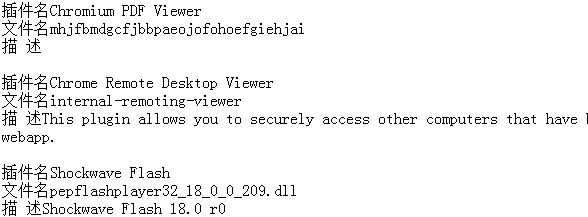 插件名Chromium PDF Viewer
文件名mhjfbmdgcfjbbpaeojofohoefgiehjai
描 述
插件名Chrome Remote Desktop Viewer
文件名internal-remoting-viewer
描 述This plugin allows you to securely access other computers that have
webapp.
插件名Shockwave Flash
文件名pepflashplayer32_18_0_0_209.dll
描 述Shockwave Flash 18.0 r0